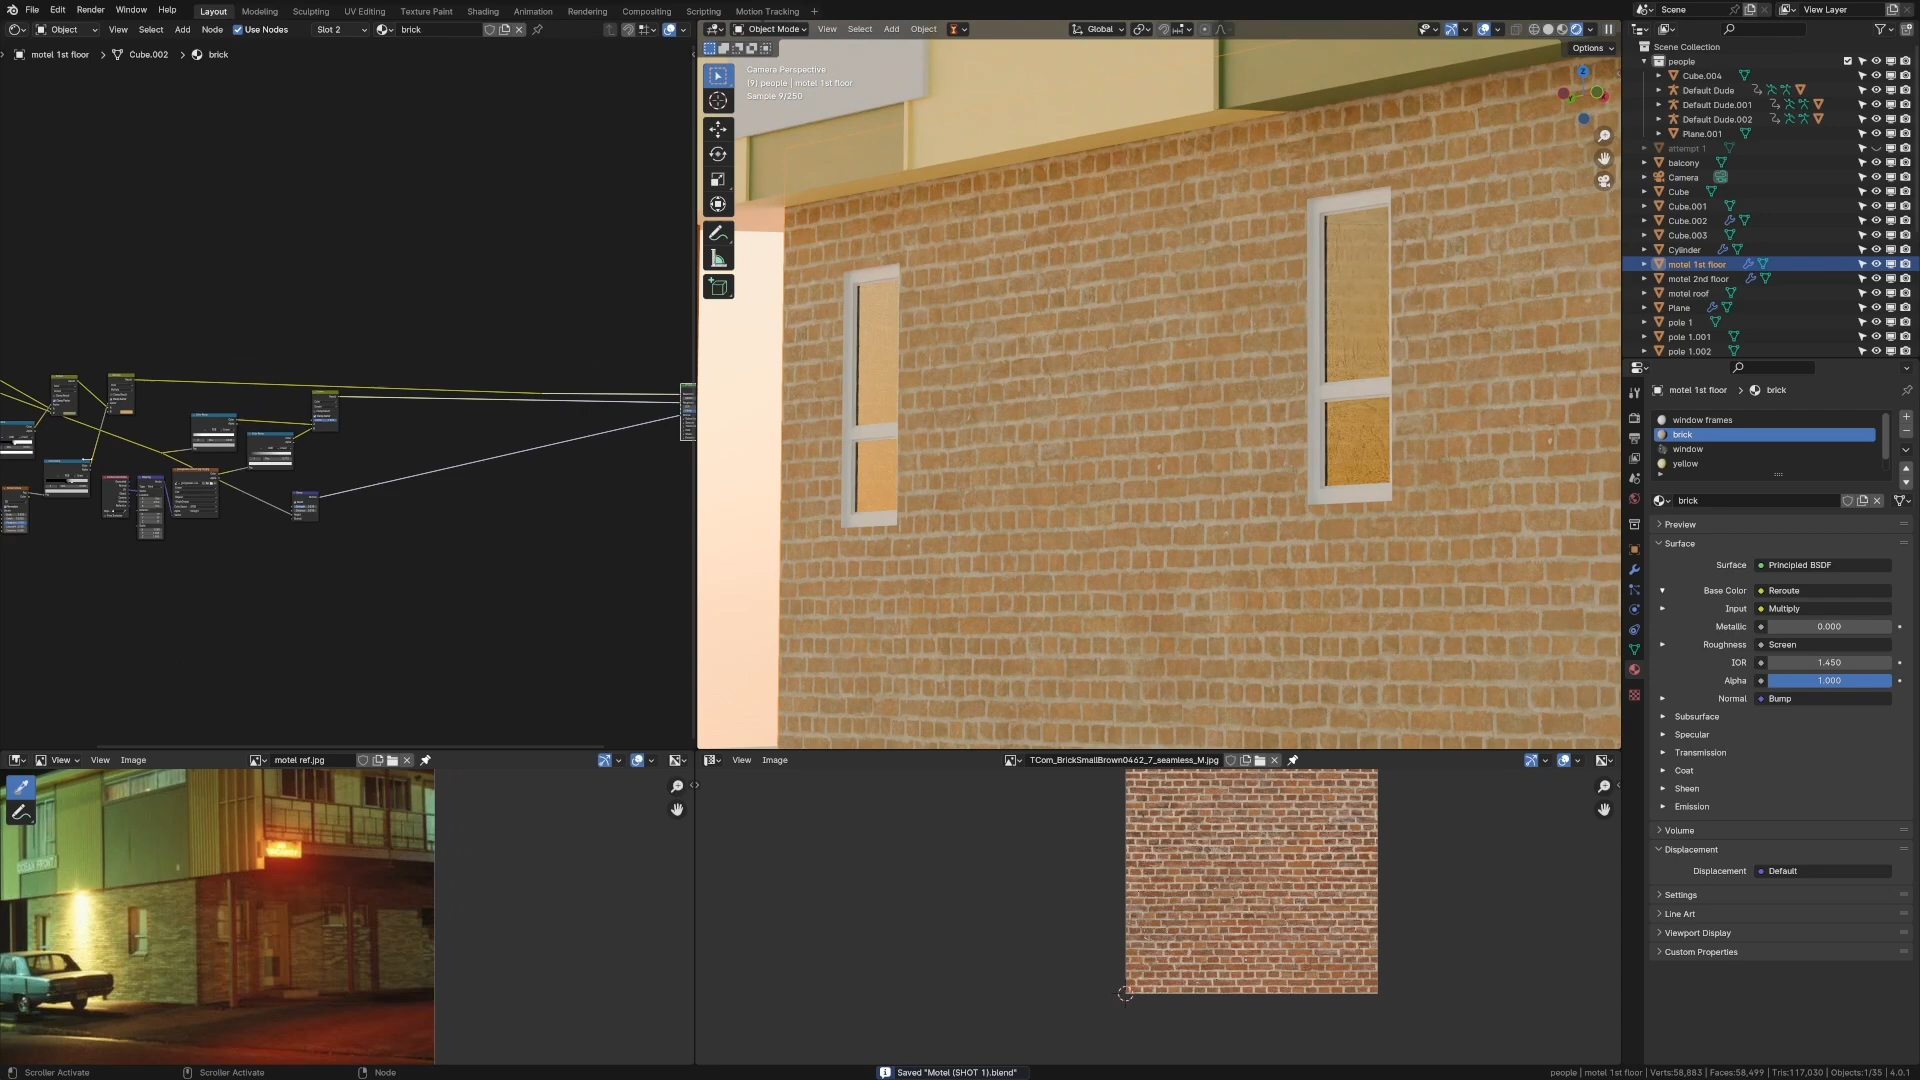 File Edit Render Window Help
Layout Modeling Sculpting UV Editing Texture Paint Shading Animation Rendering Compositing Scripting Motion Tracking +
Scene
View Layer
Object View Select Add Node Use Nodes Slot 2 brick
motel 1st floor Cube.002 brick
Object Mode View Select Add Object Global
Options
Camera Perspective
(9) people | motel 1st floor
Sample 9/250
Scene Collection
people
Cube.004
Default Dude
Default Dude.001
Default Dude.002
Plane.001
attempt 1
balcony
Camera
Cube
Cube.001
Cube.002
Cube.003
Cylinder
motel 1st floor
motel 2nd floor
motel roof
Plane
pole 1
pole 1.001
pole 1.002
motel 1st floor brick
window frames
brick
window
yellow
brick
Preview
Surface
Surface Principled BSDF
Base Color Reroute
Input Multiply
Metallic 0.000
Roughness Screen
IOR 1.450
Alpha 1.000
Normal Bump
Subsurface
Specular
Transmission
Coat
Sheen
Emission
Volume
Displacement
Displacement Default
Settings
Line Art
Viewport Display
Custom Properties
View View Image motel ref.jpg
View Image TCom_BrickSmallBrown0462_7_seamless_M.jpg
Scroller Activate Scroller Activate Node
Saved "Motel (SHOT 1).blend"
people | motel 1st floor | Verts:58,883 | Faces:58,499 | Tris:117,030 | Objects:1/35 | 4.0.1